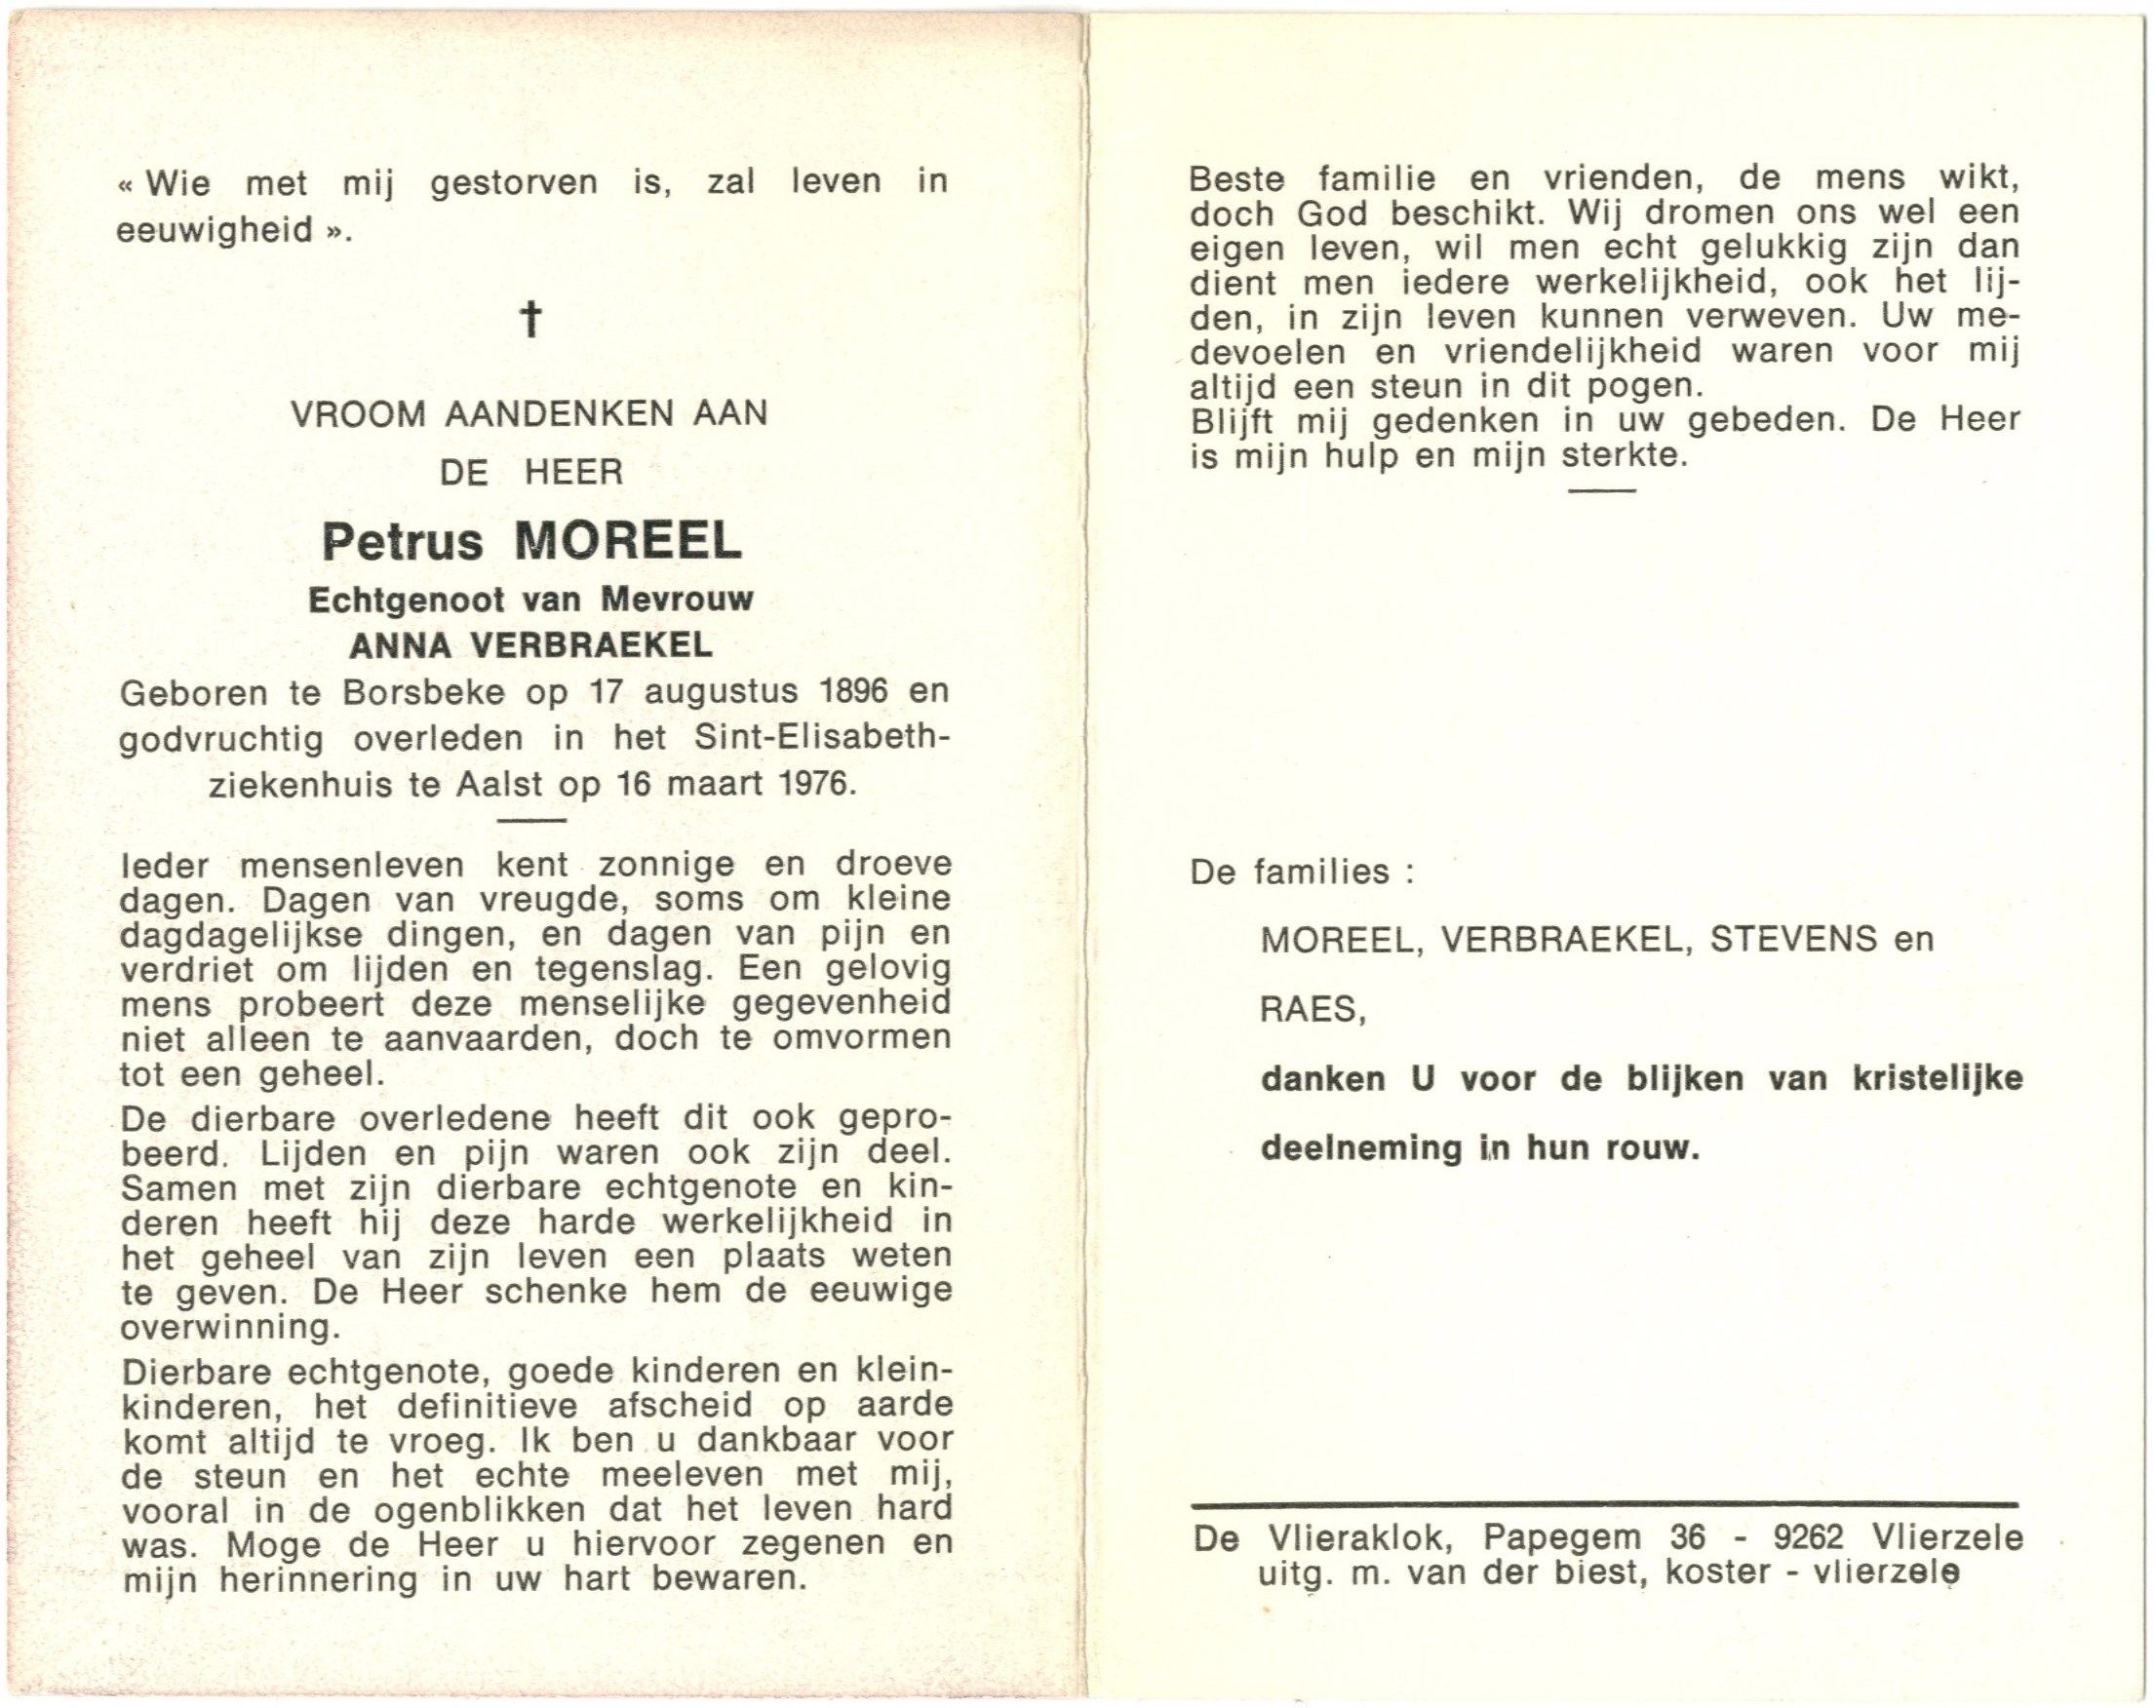 « Wie met mij gestorven is, zal leven in
eeuwigheid ».
✝
VROOM AANDENKEN AAN
DE HEER
Petrus MOREEL
Echtgenoot van Mevrouw
ANNA VERBRAEKEL
Geboren te Borsbeke op 17 augustus 1896 en
godvruchtig overleden in het Sint-Elisabeth-
ziekenhuis te Aalst op 16 maart 1976.
Ieder mensenleven kent zonnige en droeve
dagen. Dagen van vreugde, soms om kleine
dagdagelijkse dingen, en dagen van pijn en
verdriet om lijden en tegenslag. Een gelovig
mens probeert deze menselijke gegevenheid
niet alleen te aanvaarden, doch te omvormen
tot een geheel.
De dierbare overledene heeft dit ook gepro-
beerd. Lijden en pijn waren ook zijn deel.
Samen met zijn dierbare echtgenote en kin-
deren heeft hij deze harde werkelijkheid in
het geheel van zijn leven een plaats weten
te geven. De Heer schenke hem de eeuwige
overwinning.
Dierbare echtgenote, goede kinderen en klein-
kinderen, het definitieve afscheid op aarde
komt altijd te vroeg. Ik ben u dankbaar voor
de steun en het echte meeleven met mij,
vooral in de ogenblikken dat het leven hard
was. Moge de Heer u hiervoor zegenen en
mijn herinnering in uw hart bewaren.
Beste familie en vrienden, de mens wikt,
doch God beschikt. Wij dromen ons wel een
eigen leven, wil men echt gelukkig zijn dan
dient men iedere werkelijkheid, ook het lij-
den, in zijn leven kunnen verweven. Uw me-
devoelen en vriendelijkheid waren voor mij
altijd een steun in dit pogen.
Blijft mij gedenken in uw gebeden. De Heer
is mijn hulp en mijn sterkte.
De families :
MOREEL, VERBRAEKEL, STEVENS en
RAES,
danken U voor de blijken van kristelijke
deelneming in hun rouw.
De Vlieraklok, Papegem 36 - 9262 Vlierzele
uitg. m. van der biest, koster - vlierzele